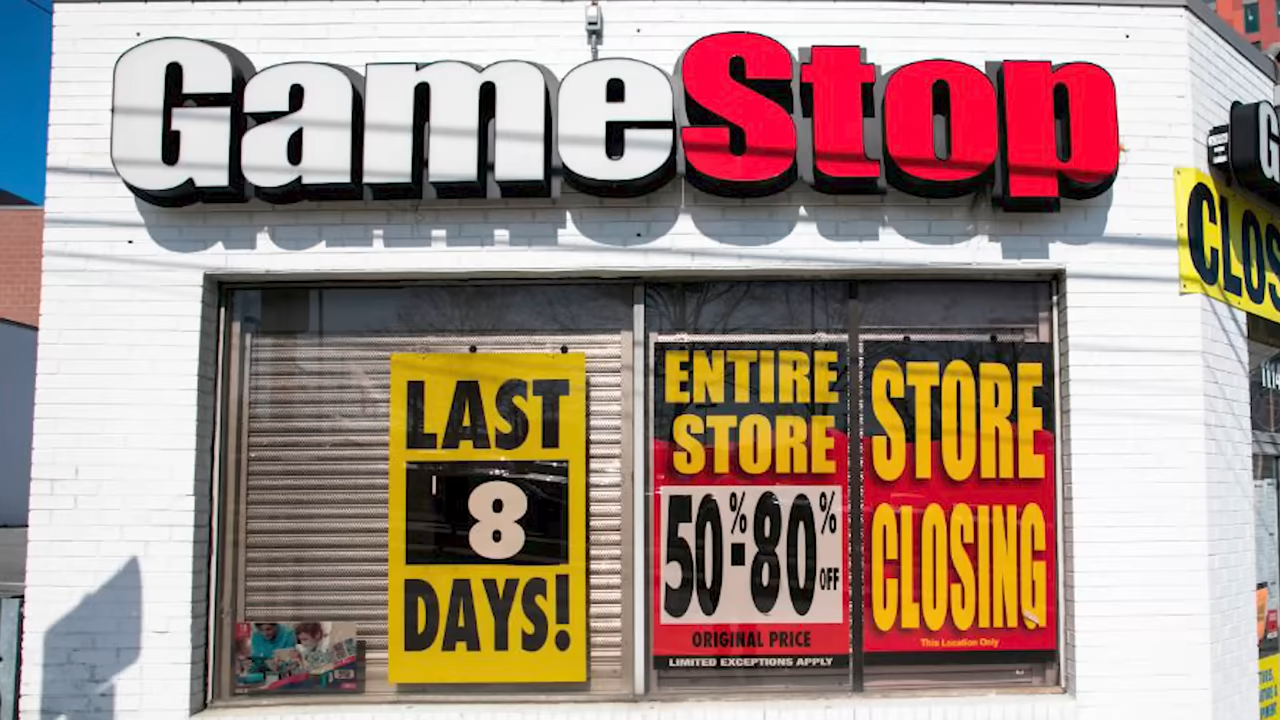 GameStop
G
CLOS
LAST
8
DAYS!
ENTIRE
STORE
50%-80%
OFF
ORIGINAL PRICE
LIMITED EXCEPTIONS APPLY
STORE
CLOSING
This Location Only